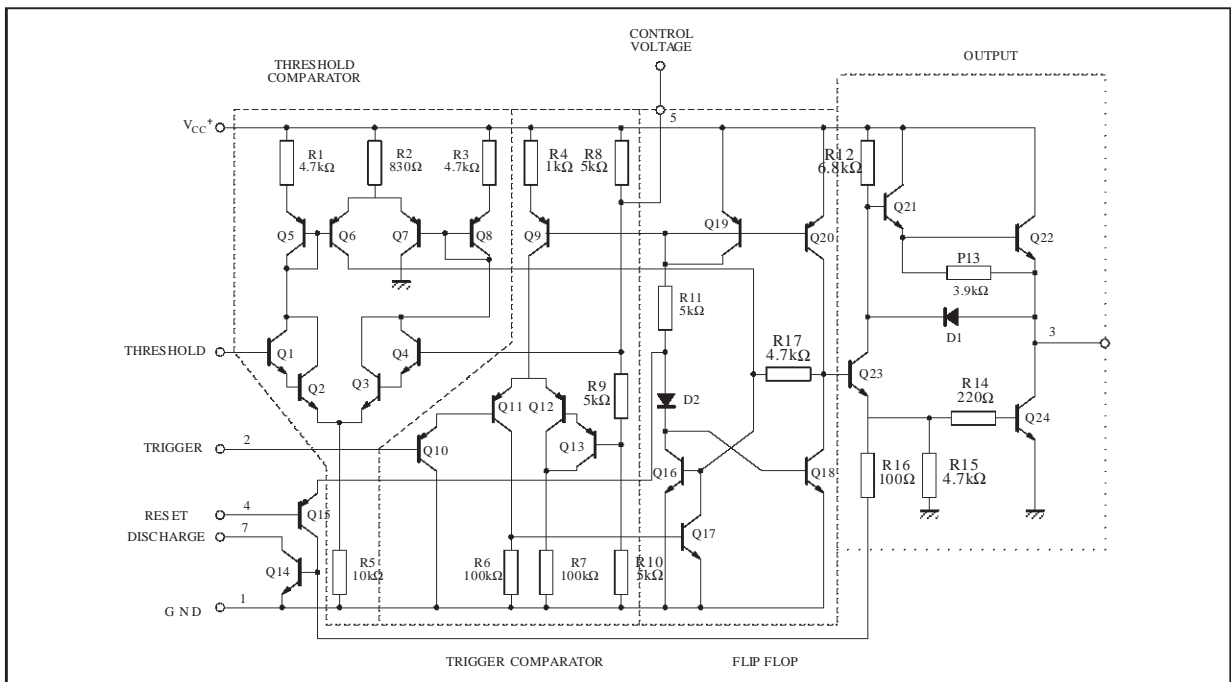 CONTROL
VOLTAGE
THRESHOLD
COMPARATOR
OUTPUT
5
VCC+
R1
4.7kΩ
R2
830Ω
R3
4.7kΩ
R4
1kΩ
R8
5kΩ
R12
6.8kΩ
Q5
Q6
Q7
Q8
Q9
Q19
Q20
Q21
Q22
P13
3.9kΩ
R11
5kΩ
D1
3
THRESHOLD
Q1
Q2
Q3
Q4
R17
4.7kΩ
Q23
R9
5kΩ
D2
Q11
Q12
Q13
R14
220Ω
Q24
TRIGGER
2
Q10
Q16
Q18
R16
100Ω
R15
4.7kΩ
RESET
4
Q15
DISCHARGE
7
Q17
Q14
R5
10kΩ
R6
100kΩ
R7
100kΩ
R10
5kΩ
GND
1
TRIGGER COMPARATOR
FLIP FLOP